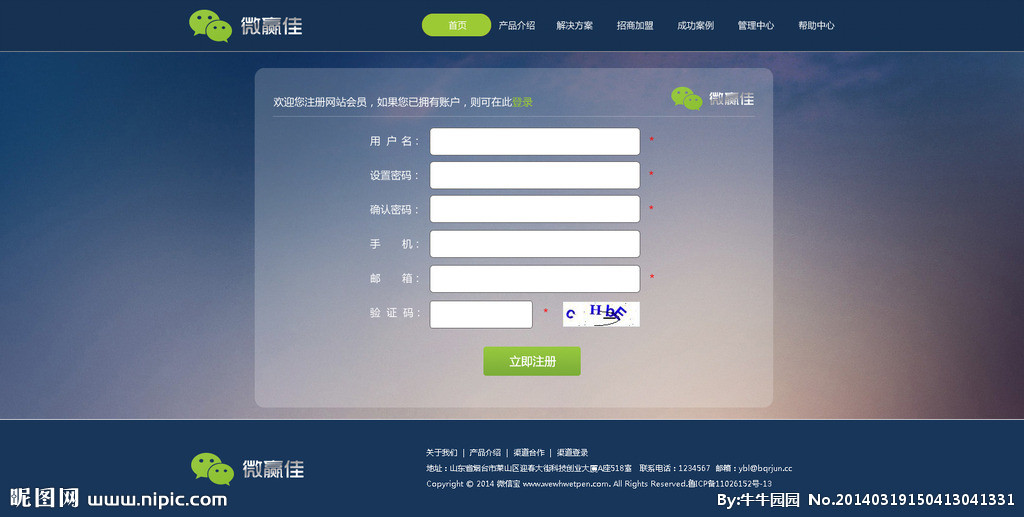 微赢佳
首页 产品介绍 解决方案 招商加盟 成功案例 管理中心 帮助中心
欢迎您注册网站会员，如果您已拥有账户，则可在此登录
微赢佳
用 户 名： *
设置密码： *
确认密码： *
手 机：
邮 箱： *
验 证 码： *
C H b E
立即注册
微赢佳
关于我们 | 产品介绍 | 渠道合作 | 渠道登录
地址：山东省烟台市莱山区迎春大街科技创业大厦A座518室 联系电话：1234567 邮箱：ybl@bqrjun.cc
Copyright © 2014 微信宝 www.wewhwetpen.com. All Rights Reserved.鲁ICP备11026152号-13
昵图网 www.nipic.com
By:牛牛园园 No.20140319150413041331